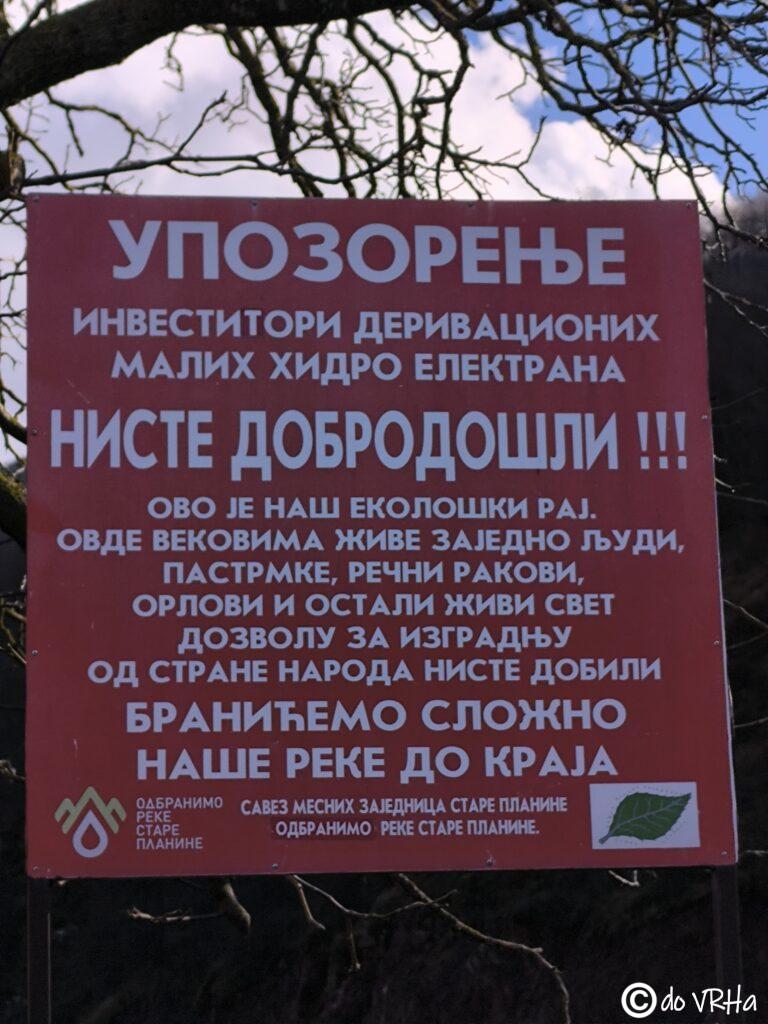 УПОЗОРЕЊЕ
ИНВЕСТИТОРИ ДЕРИВАЦИОНИХ
МАЛИХ ХИДРО ЕЛЕКТРАНА
НИСТЕ ДОБРОДОШЛИ !!!
ОВО ЈЕ НАШ ЕКОЛОШКИ РАЈ.
ОВДЕ ВЕКОВИМА ЖИВЕ ЗАЈЕДНО ЉУДИ,
ПАСТРМКЕ, РЕЧНИ РАКОВИ,
ОРЛОВИ И ОСТАЛИ ЖИВИ СВЕТ
ДОЗВОЛУ ЗА ИЗГРАДЊУ
ОД СТРАНЕ НАРОДА НИСТЕ ДОБИЛИ
БРАНИЋЕМО СЛОЖНО
НАШЕ РЕКЕ ДО КРАЈА
ОДБРАНИМО
РЕКЕ
СТАРЕ
ПЛАНИНЕ
САВЕЗ МЕСНИХ ЗАЈЕДНИЦА СТАРЕ ПЛАНИНЕ
ОДБРАНИМО РЕКЕ СТАРЕ ПЛАНИНЕ.
© do VRHa